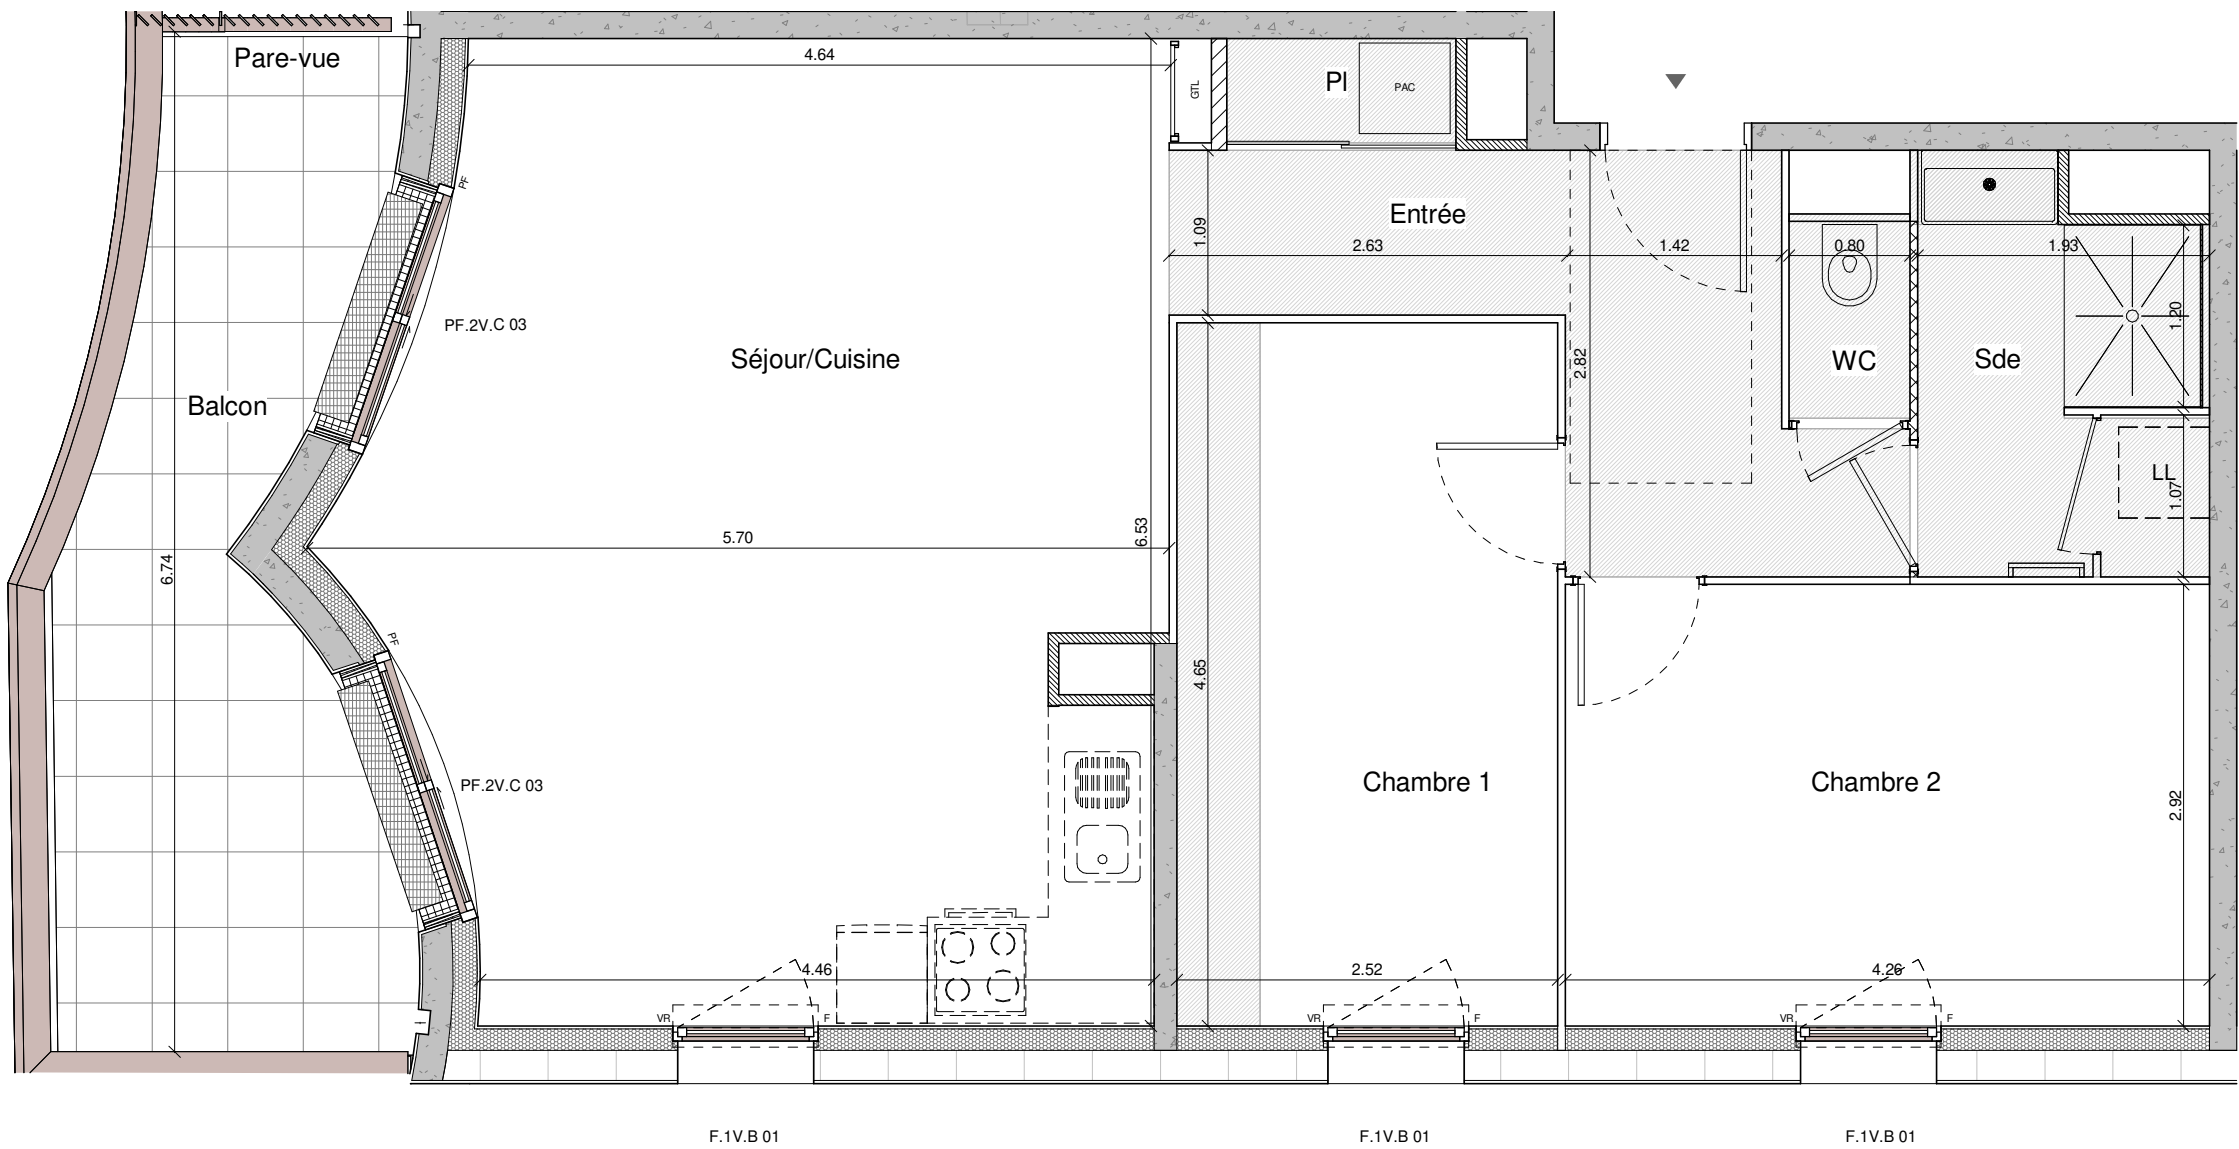 Pare-vue
4.64
GTL
Pl
PAC
PF
1.09
Entrée
2.63
1.42
0.80
1.93
1.20
PF.2V.C 03
Séjour/Cuisine
2.82
WC
Sde
Balcon
LL
1.07
6.74
5.70
6.53
PF
4.65
PF.2V.C 03
Chambre 1
Chambre 2
2.92
4.46
2.52
4.26
VR
F
VR
F
VR
F
F.1V.B 01
F.1V.B 01
F.1V.B 01